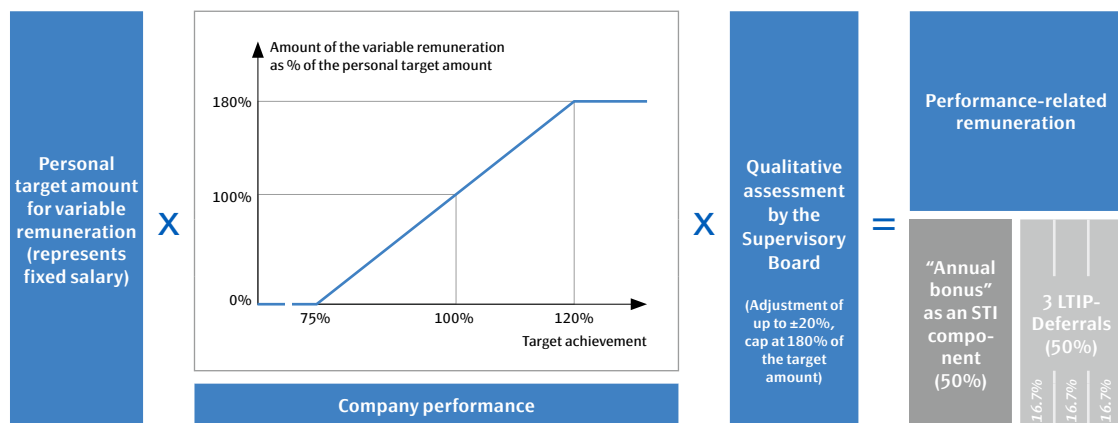 Personal
target amount
for variable
remuneration
(represents
fixed salary)
x
Amount of the variable remuneration
as % of the personal target amount
180%
100%
0%
75%
100%
120%
Target achievement
Company performance
x
Qualitative
assessment
by the
Supervisory
Board
(Adjustment of
up to ±20%,
cap at 180% of
the target
amount)
=
Performance-related
remuneration
“Annual
bonus”
as an STI
compo-
nent
(50%)
3 LTIP-
Deferrals
(50%)
16.7%
16.7%
16.7%